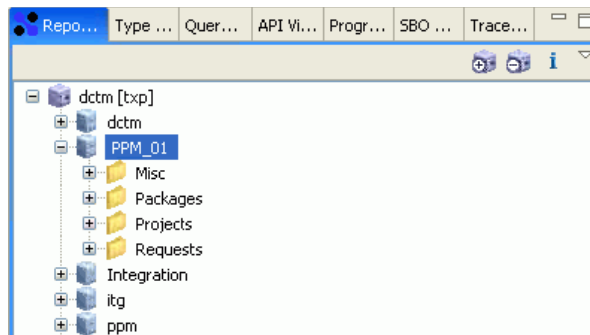 Repo... Type ... Quer... API Vi... Progr... SBO ... Trace...
dctm [txp]
dctm
PPM_01
Misc
Packages
Projects
Requests
Integration
itg
ppm